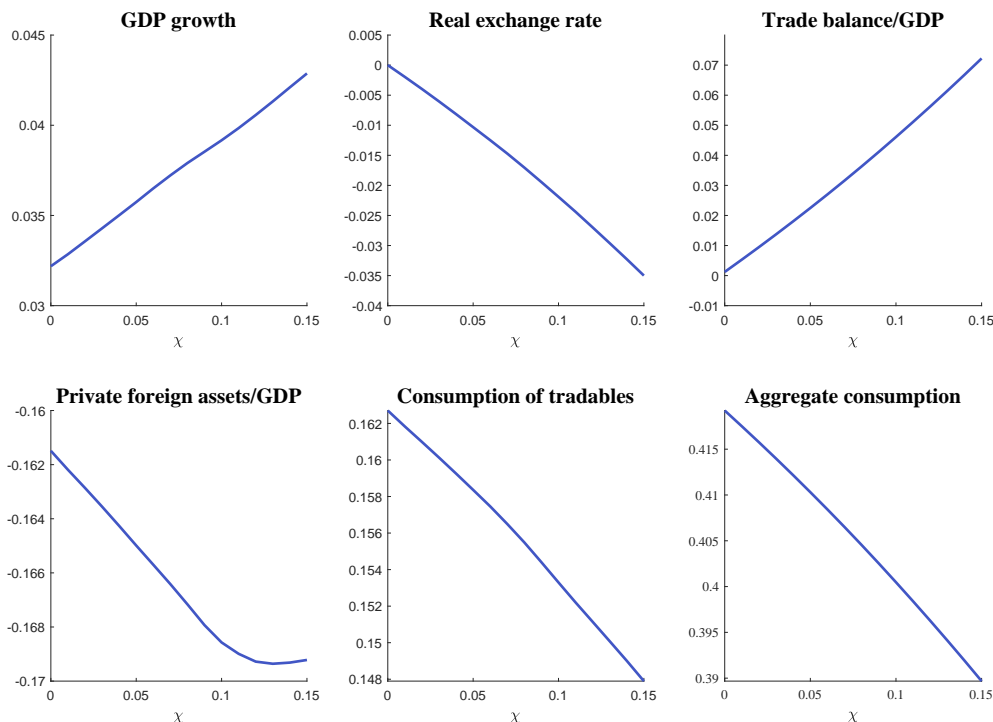 GDP growth
0.045
0.04
0.035
0.03
0 0.05 0.1 0.15
χ
Real exchange rate
0.005
0
-0.005
-0.01
-0.015
-0.02
-0.025
-0.03
-0.035
-0.04
0 0.05 0.1 0.15
χ
Trade balance/GDP
0.07
0.06
0.05
0.04
0.03
0.02
0.01
0
-0.01
0 0.05 0.1 0.15
χ
Private foreign assets/GDP
-0.16
-0.162
-0.164
-0.166
-0.168
-0.17
0 0.05 0.1 0.15
χ
Consumption of tradables
0.162
0.16
0.158
0.156
0.154
0.152
0.15
0.148
0 0.05 0.1 0.15
χ
Aggregate consumption
0.415
0.41
0.405
0.4
0.395
0.39
0 0.05 0.1 0.15
χ